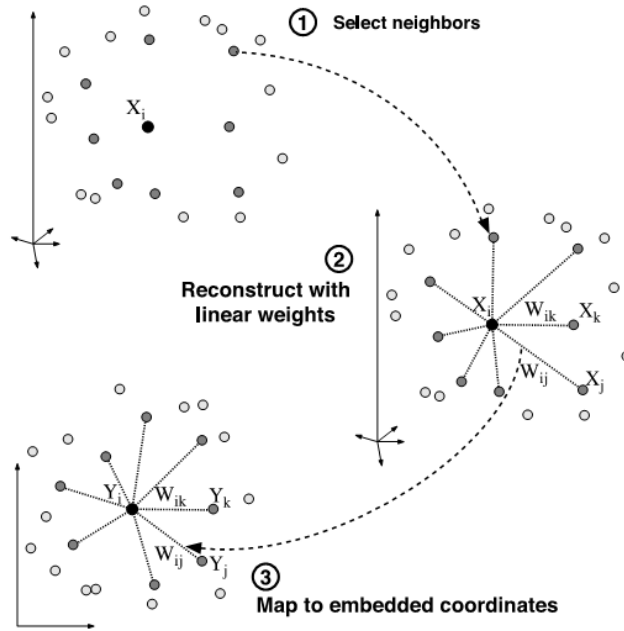 1 Select neighbors
X_i
2
Reconstruct with
linear weights
X_i
W_ik X_k
W_ij X_j
Y_i W_ik Y_k
W_ij Y_j
3
Map to embedded coordinates